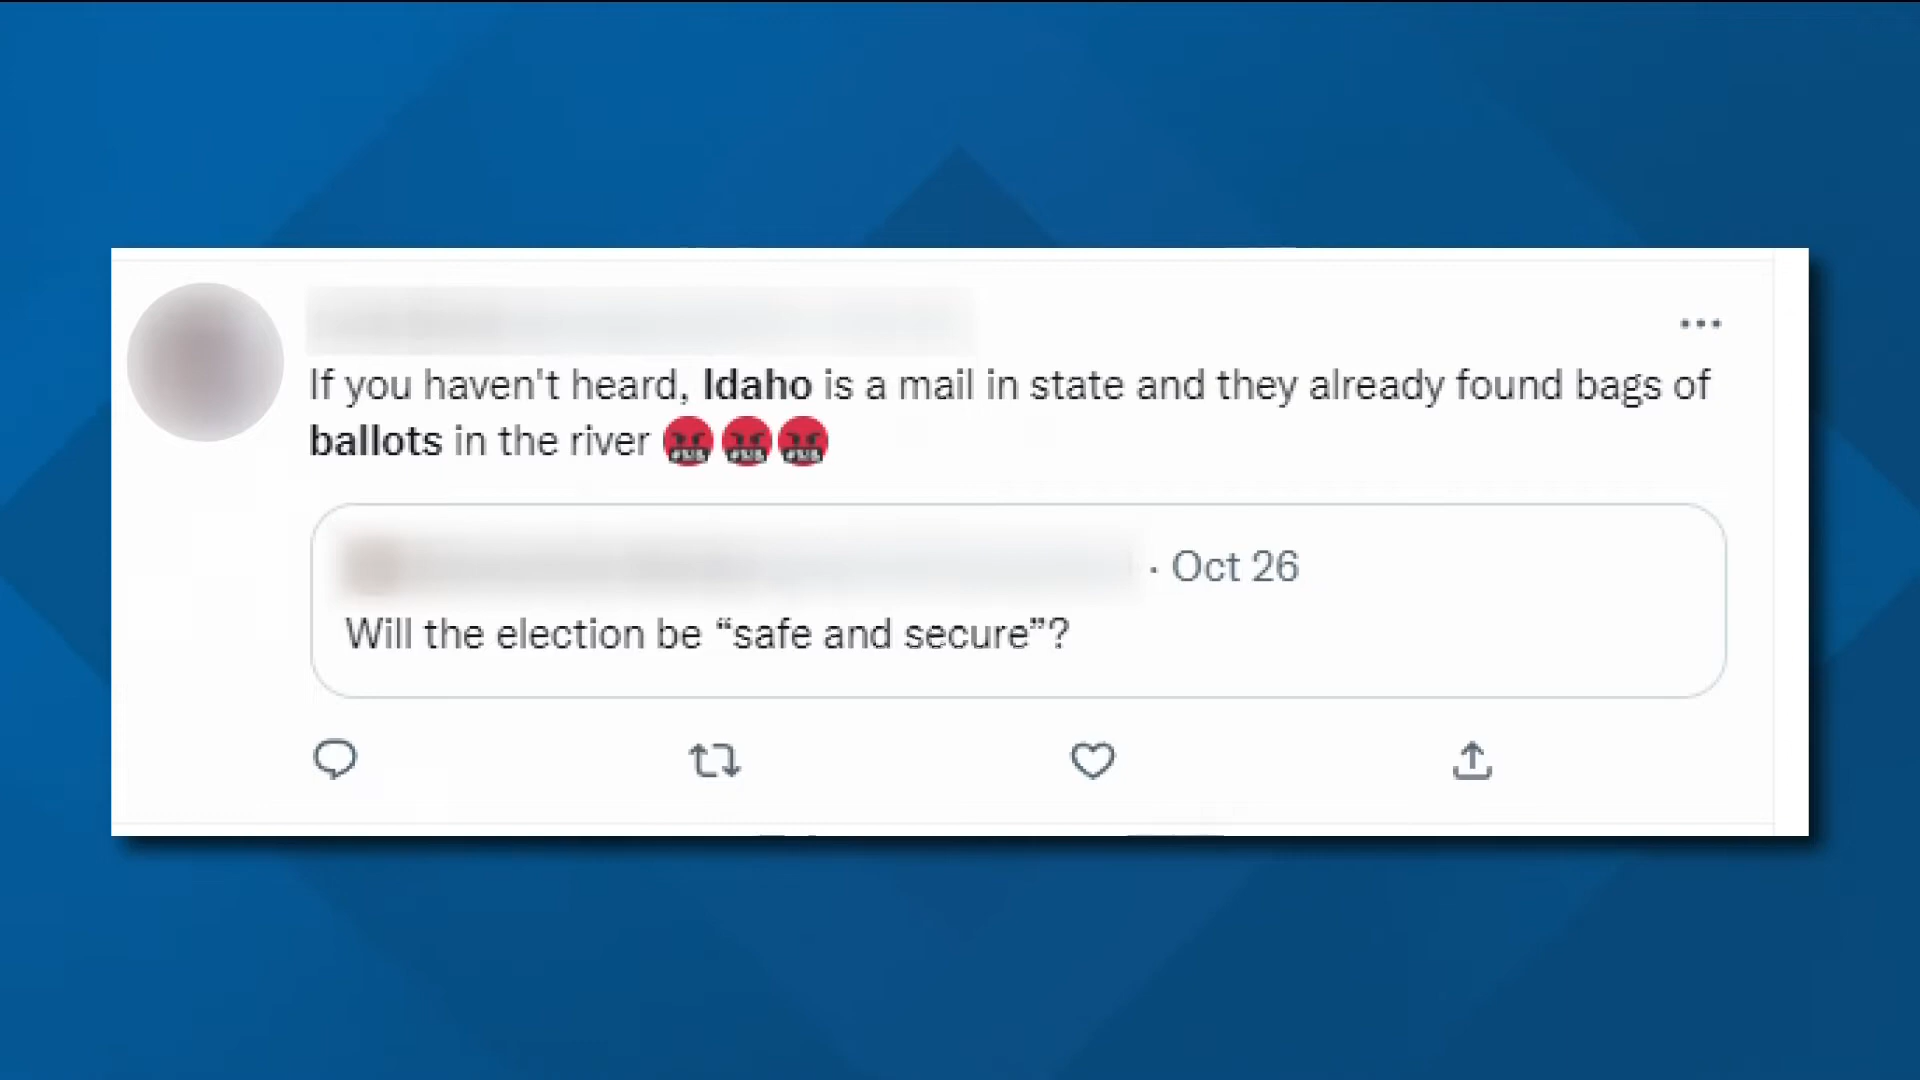 If you haven't heard, Idaho is a mail in state and they already found bags of
ballots in the river 🤬🤬🤬
· Oct 26
Will the election be “safe and secure”?